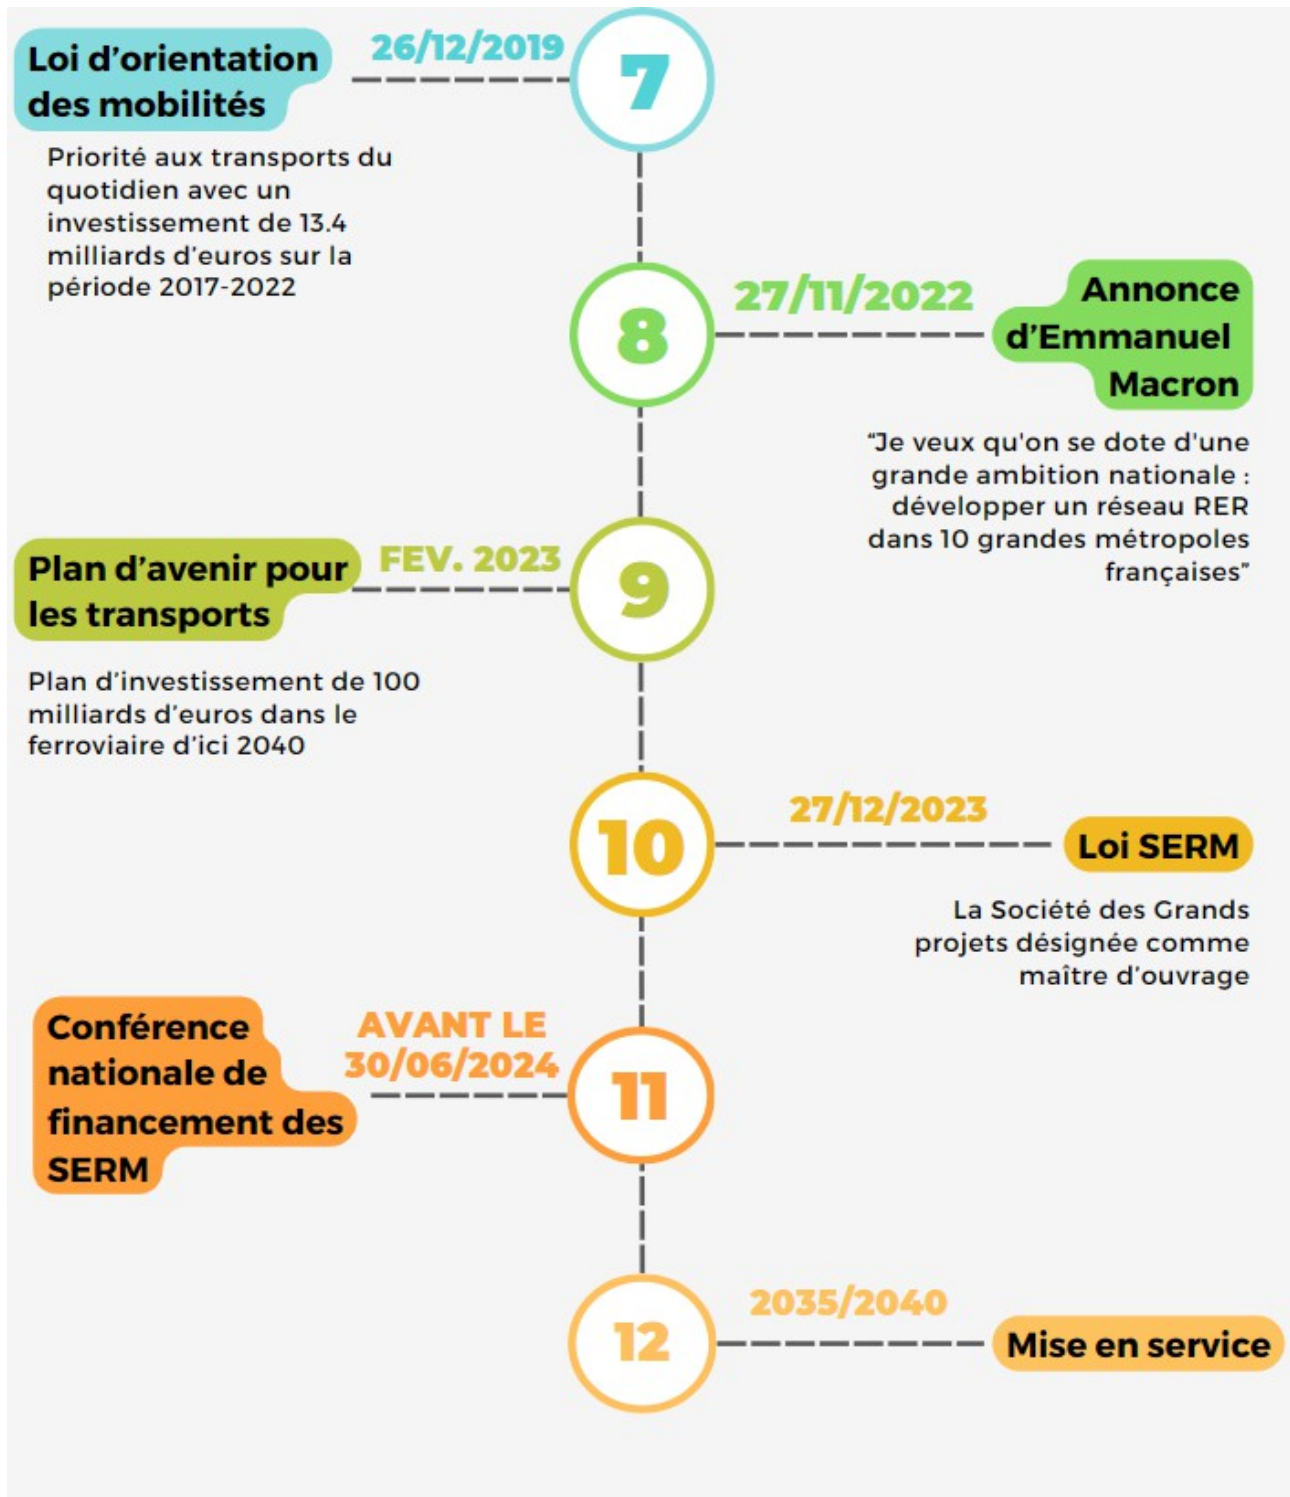 26/12/2019
7
Loi d’orientation
des mobilités
Priorité aux transports du
quotidien avec un
investissement de 13.4
milliards d’euros sur la
période 2017-2022
27/11/2022
8
Annonce
d’Emmanuel
Macron
“Je veux qu'on se dote d'une
grande ambition nationale :
développer un réseau RER
dans 10 grandes métropoles
françaises”
FEV. 2023
9
Plan d’avenir pour
les transports
Plan d’investissement de 100
milliards d’euros dans le
ferroviaire d’ici 2040
27/12/2023
10
Loi SERM
La Société des Grands
projets désignée comme
maître d’ouvrage
AVANT LE
30/06/2024
11
Conférence
nationale de
financement des
SERM
2035/2040
12
Mise en service